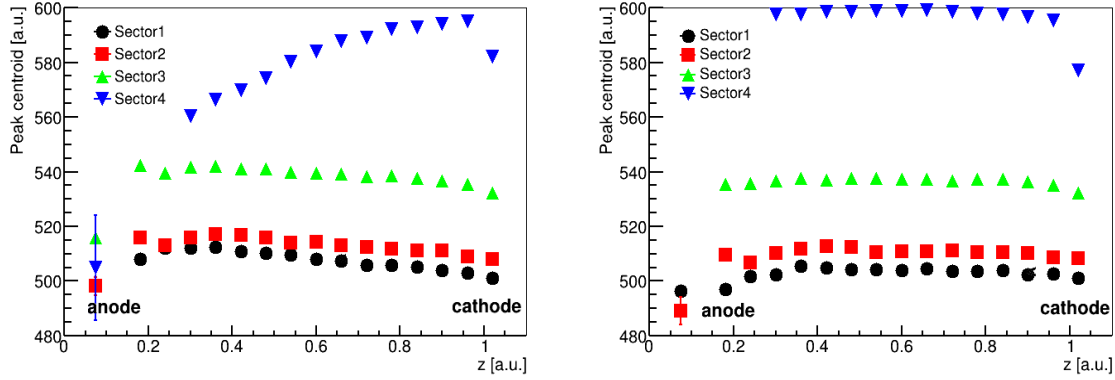 Peak centroid [a.u.]
600
580
560
540
520
500
480
Sector1
Sector2
Sector3
Sector4
anode
cathode
0 0.2 0.4 0.6 0.8 1
z [a.u.]
Peak centroid [a.u.]
600
580
560
540
520
500
480
Sector1
Sector2
Sector3
Sector4
anode
cathode
0 0.2 0.4 0.6 0.8 1
z [a.u.]